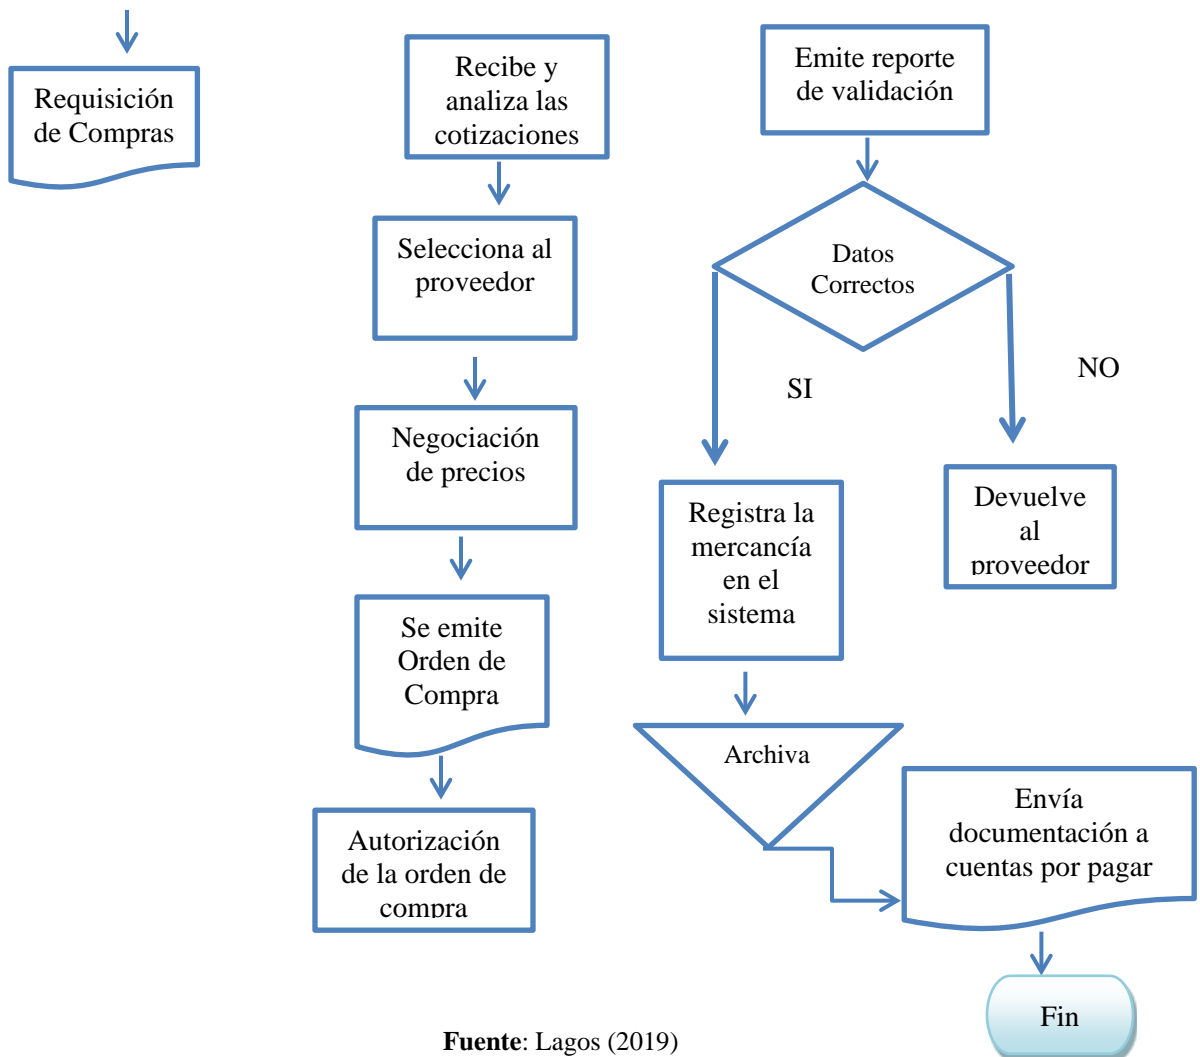 Requisición
de Compras
Recibe y
analiza las
cotizaciones
Selecciona al
proveedor
Negociación
de precios
Se emite
Orden de
Compra
Autorización
de la orden de
compra
Emite reporte
de validación
Datos
Correctos
SI
NO
Registra la
mercancía
en el
sistema
Devuelve
al
proveedor
Archiva
Envía
documentación a
cuentas por pagar
Fin
Fuente: Lagos (2019)